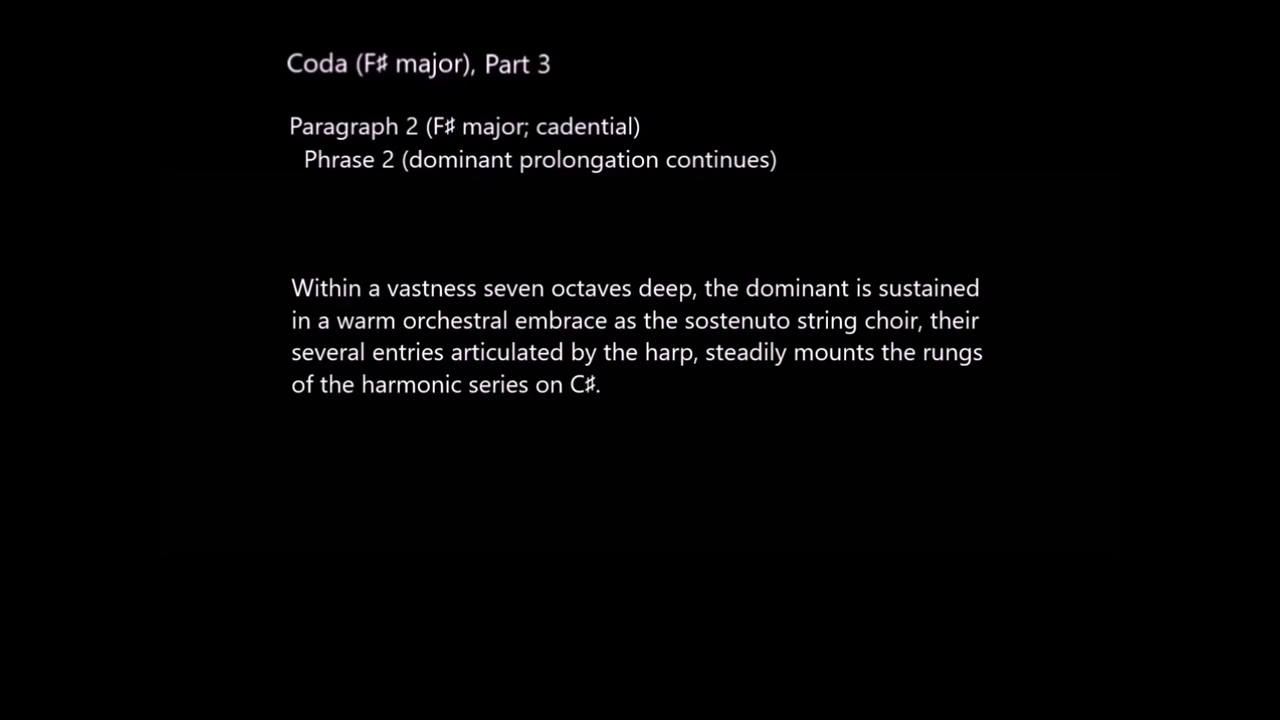 Coda (F♯ major), Part 3
Paragraph 2 (F♯ major; cadential)
Phrase 2 (dominant prolongation continues)
Within a vastness seven octaves deep, the dominant is sustained
in a warm orchestral embrace as the sostenuto string choir, their
several entries articulated by the harp, steadily mounts the rungs
of the harmonic series on C♯.